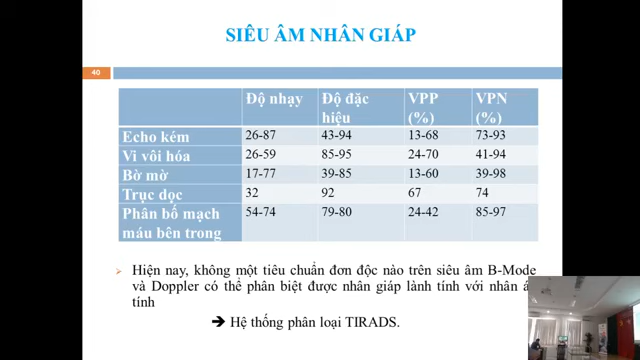 SIÊU ÂM NHÂN GIÁP
40
Độ nhạy Độ đặc hiệu VPP (%) VPN (%)
Echo kém 26-87 43-94 13-68 73-93
Vi vôi hóa 26-59 85-95 24-70 41-94
Bờ mờ 17-77 39-85 13-60 39-98
Trục dọc 32 92 67 74
Phân bố mạch máu bên trong 54-74 79-80 24-42 85-97
Hiện nay, không một tiêu chuẩn đơn độc nào trên siêu âm B-Mode
và Doppler có thể phân biệt được nhân giáp lành tính với nhân
tính
➔ Hệ thống phân loại TIRADS.